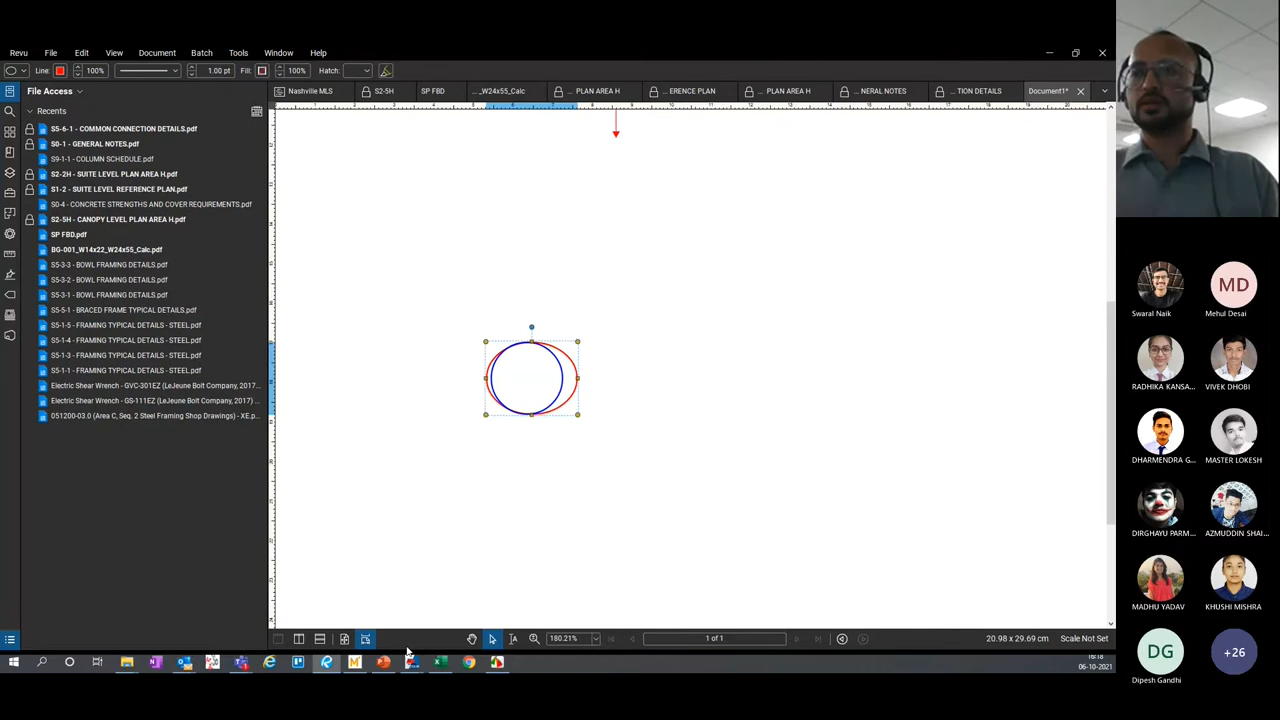 Revu File Edit View Document Batch Tools Window Help
Line: 100% 1.00 pt Fill: 100% Hatch:
File Access
Nashville MLS S2-5H SP FBD ..._W24x55_Calc ... PLAN AREA H ... ERENCE PLAN ... PLAN AREA H ... NERAL NOTES ... TION DETAILS Document1*
Recents
S5-6-1 - COMMON CONNECTION DETAILS.pdf
S0-1 - GENERAL NOTES.pdf
S9-1-1 - COLUMN SCHEDULE.pdf
S2-2H - SUITE LEVEL PLAN AREA H.pdf
S1-2 - SUITE LEVEL REFERENCE PLAN.pdf
S0-4 - CONCRETE STRENGTHS AND COVER REQUIREMENTS.pdf
S2-5H - CANOPY LEVEL PLAN AREA H.pdf
SP FBD.pdf
BG-001_W14x22_W24x55_Calc.pdf
S5-3-3 - BOWL FRAMING DETAILS.pdf
S5-3-2 - BOWL FRAMING DETAILS.pdf
S5-3-1 - BOWL FRAMING DETAILS.pdf
S5-5-1 - BRACED FRAME TYPICAL DETAILS.pdf
S5-1-5 - FRAMING TYPICAL DETAILS - STEEL.pdf
S5-1-4 - FRAMING TYPICAL DETAILS - STEEL.pdf
S5-1-3 - FRAMING TYPICAL DETAILS - STEEL.pdf
S5-1-1 - FRAMING TYPICAL DETAILS - STEEL.pdf
Electric Shear Wrench - GVC-301EZ (LeJeune Bolt Company, 2017...
Electric Shear Wrench - GS-111EZ (LeJeune Bolt Company, 2017) ...
051200-03.0 (Area C, Seq. 2 Steel Framing Shop Drawings) - XE.p...
180.21% 1 of 1 20.98 x 29.69 cm Scale Not Set
16:18
06-10-2021
MD
Swaral Naik Mehul Desai
RADHIKA KANSA... VIVEK DHOBI
DHARMENDRA G... MASTER LOKESH
DIRGHAYU PARM... AZMUDDIN SHAI...
MADHU YADAV KHUSHI MISHRA
DG +26
Dipesh Gandhi